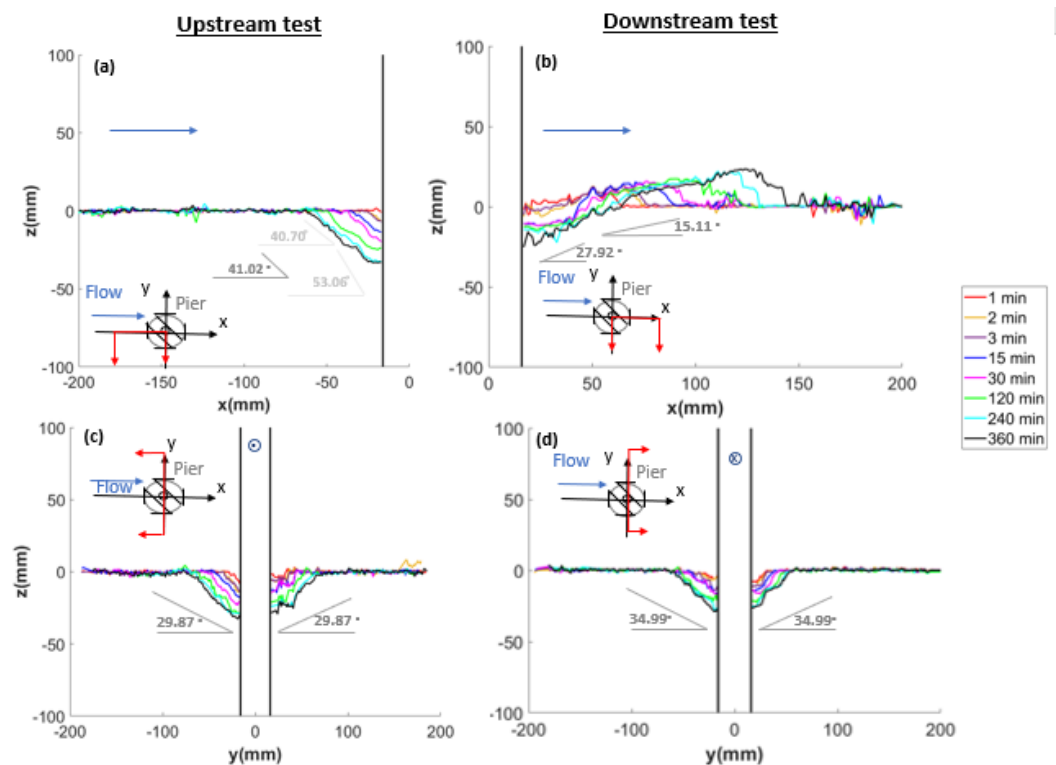 Upstream test
Downstream test
(a)
100
50
0
-50
-100
z(mm)
-200
-150
-100
-50
0
x(mm)
40.70°
41.02°
53.06°
Flow
y
Pier
x
(b)
100
50
0
-50
-100
z(mm)
0
50
100
150
200
x(mm)
15.11°
27.92°
Flow
y
Pier
x
1 min
2 min
3 min
15 min
30 min
120 min
240 min
360 min
(c)
100
50
0
-50
-100
z(mm)
-200
-100
0
100
200
y(mm)
29.87°
29.87°
Flow
Flow
y
Pier
x
(d)
100
50
0
-50
-100
-200
-100
0
100
200
y(mm)
34.99°
34.99°
Flow
y
Pier
x
x